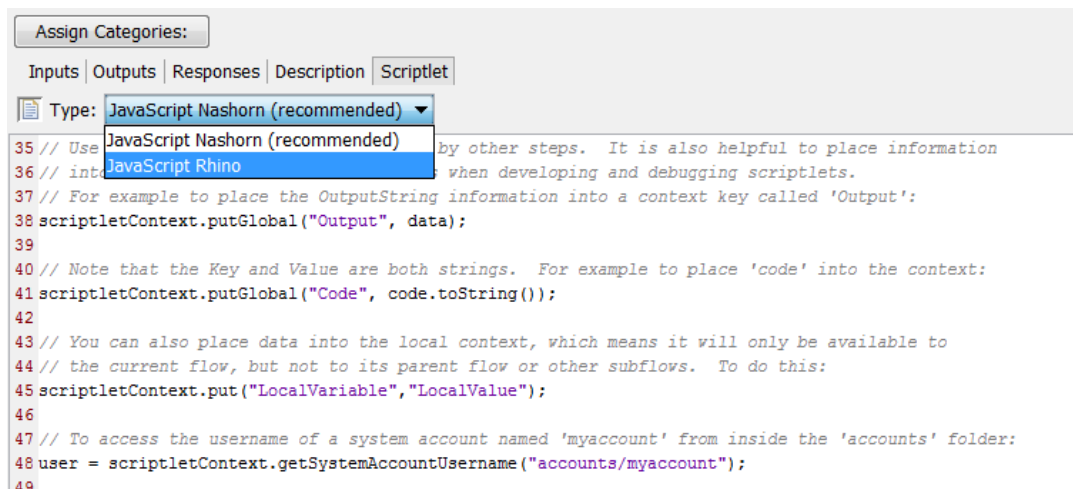 Assign Categories:
Inputs Outputs Responses Description Scriptlet
Type: JavaScript Nashorn (recommended)
JavaScript Nashorn (recommended)
JavaScript Rhino
35 // Use by other steps.  It is also helpful to place information
36 // into when developing and debugging scriptlets.
37 // For example to place the OutputString information into a context key called 'Output':
38 scriptletContext.putGlobal("Output", data);
39
40 // Note that the Key and Value are both strings.  For example to place 'code' into the context:
41 scriptletContext.putGlobal("Code", code.toString());
42
43 // You can also place data into the local context, which means it will only be available to
44 // the current flow, but not to its parent flow or other subflows. To do this:
45 scriptletContext.put("LocalVariable","LocalValue");
46
47 // To access the username of a system account named 'myaccount' from inside the 'accounts' folder:
48 user = scriptletContext.getSystemAccountUsername("accounts/myaccount");
49